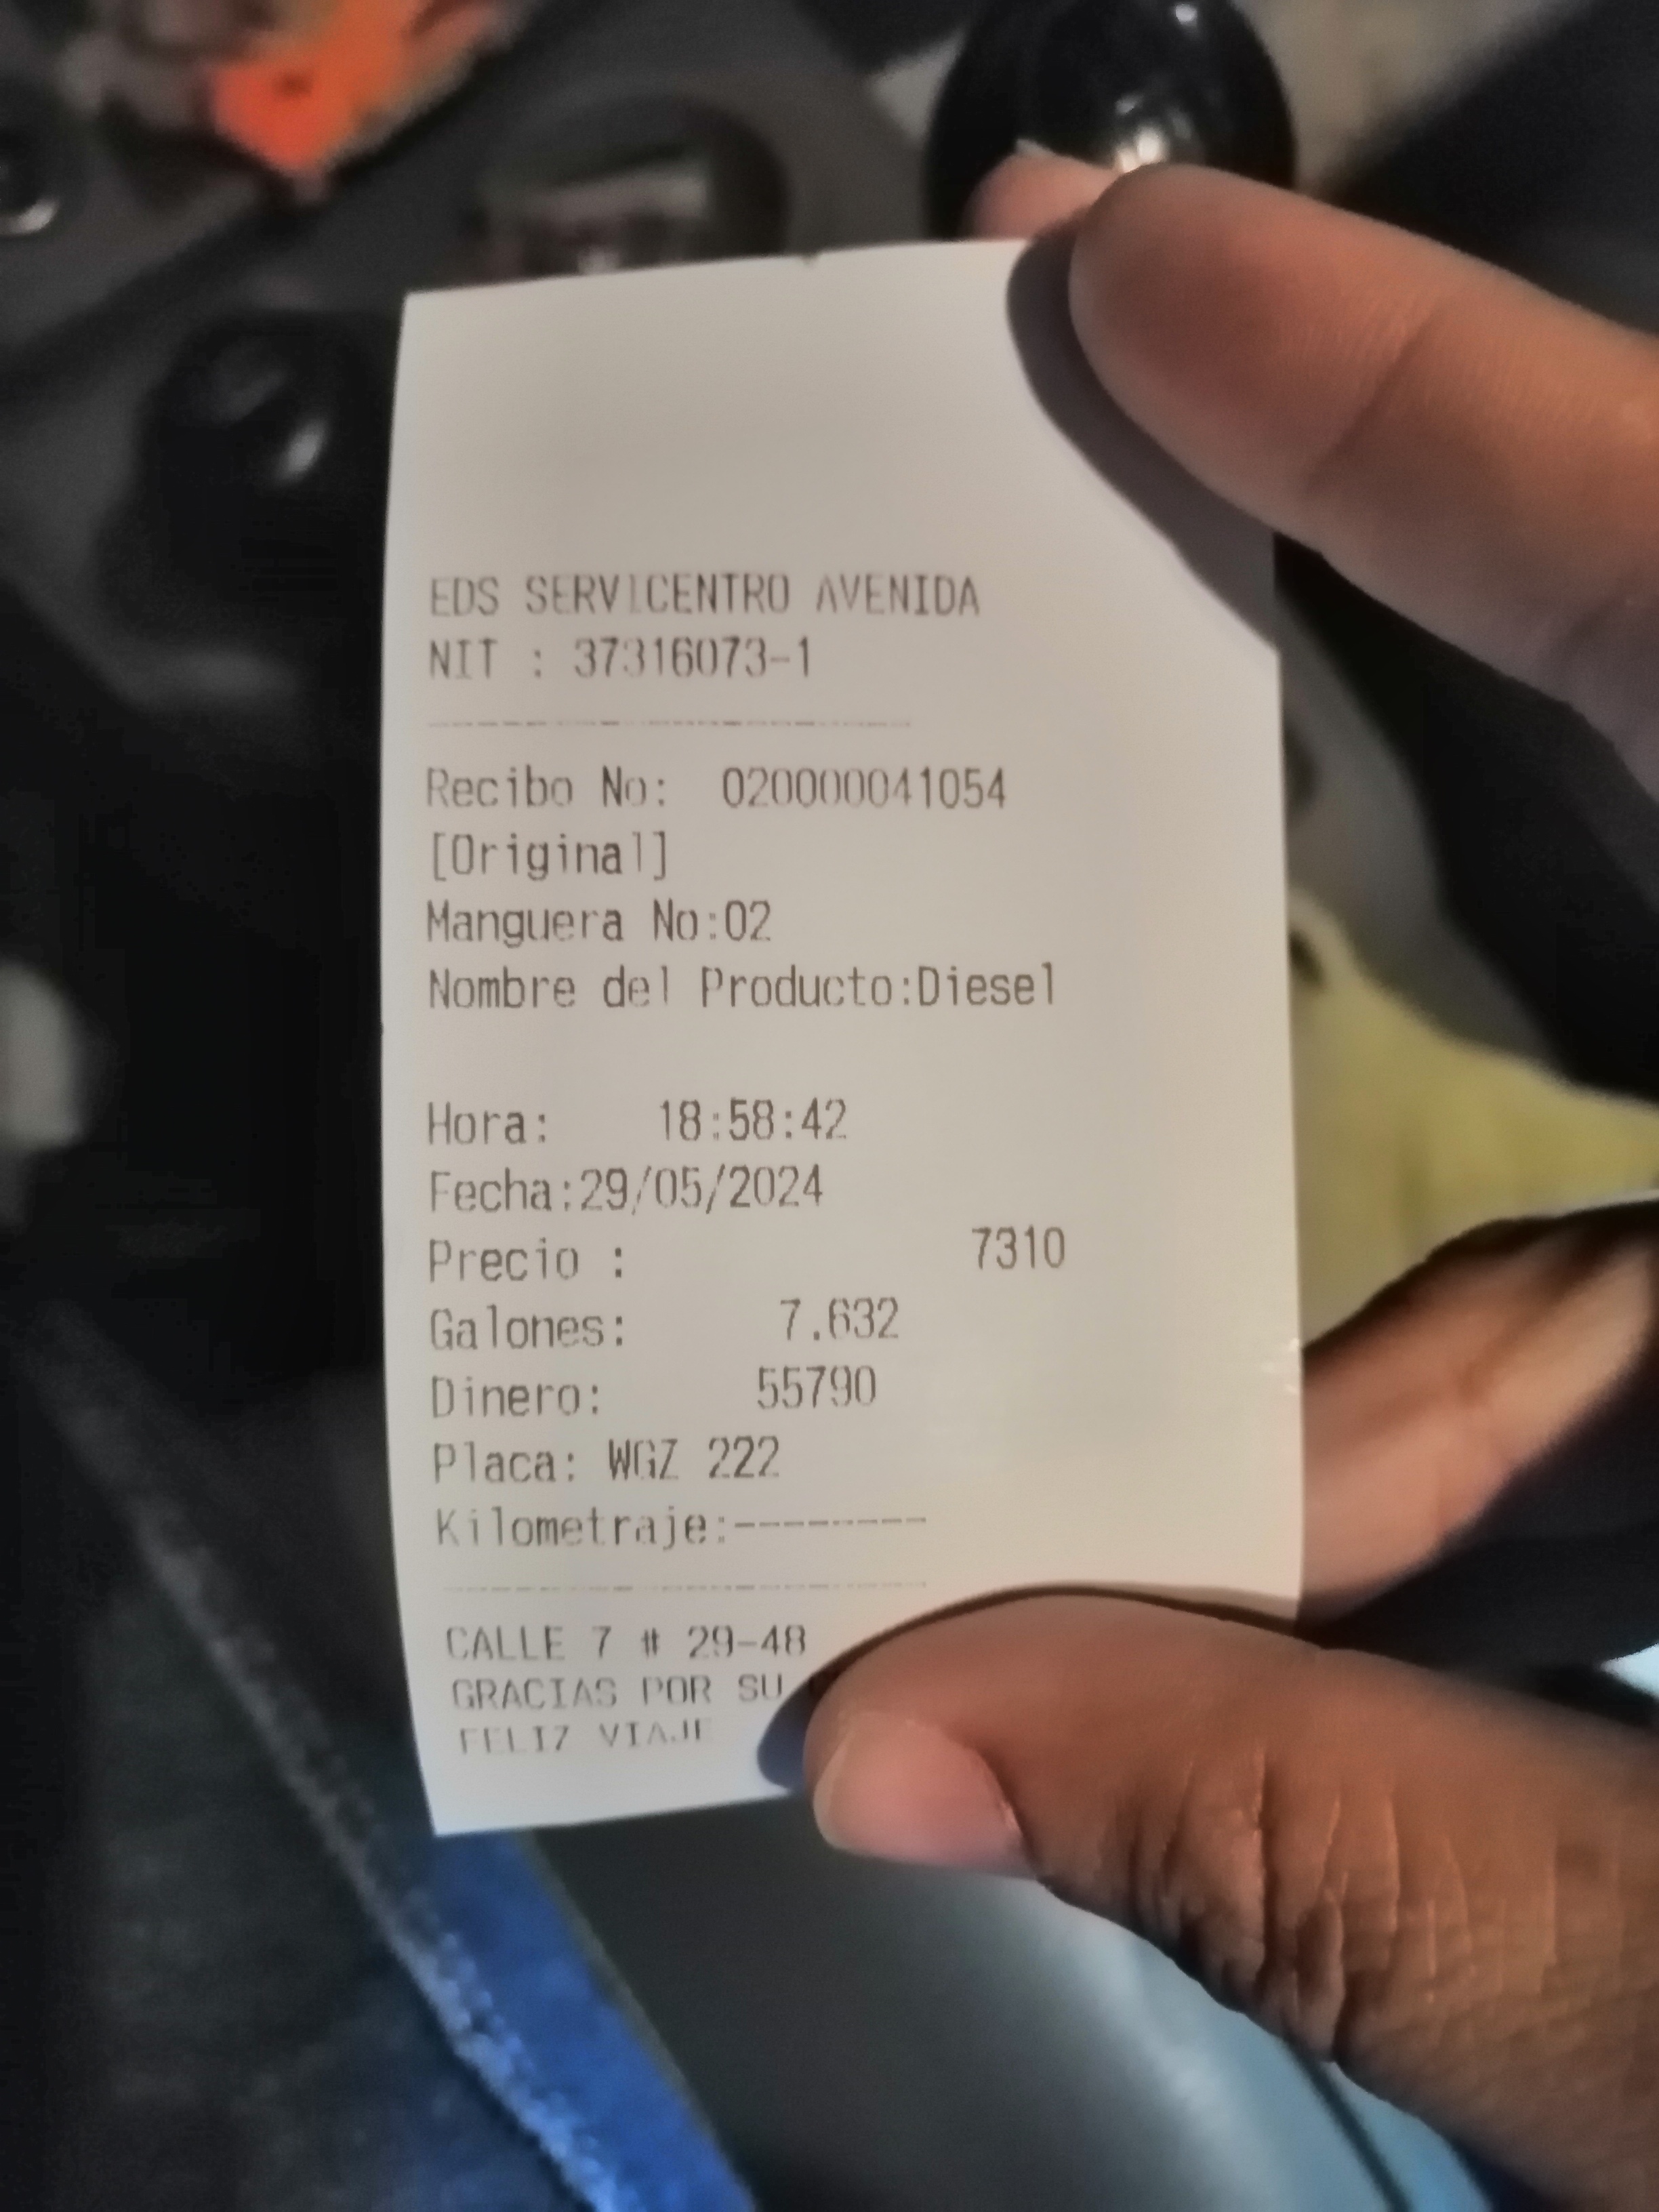 EDS SERVICENTRO AVENIDA
NIT : 37316073-1
--------------------
Recibo No: 020000041054
[Original]
Manguera No:02
Nombre del Producto:Diesel
Hora: 18:58:42
Fecha:29/05/2024
Precio : 7310
Galones: 7.632
Dinero: 55790
Placa: WGZ 222
Kilometraje:--------
--------------------
CALLE 7 # 29-48
GRACIAS POR SU
FELIZ VIAJE